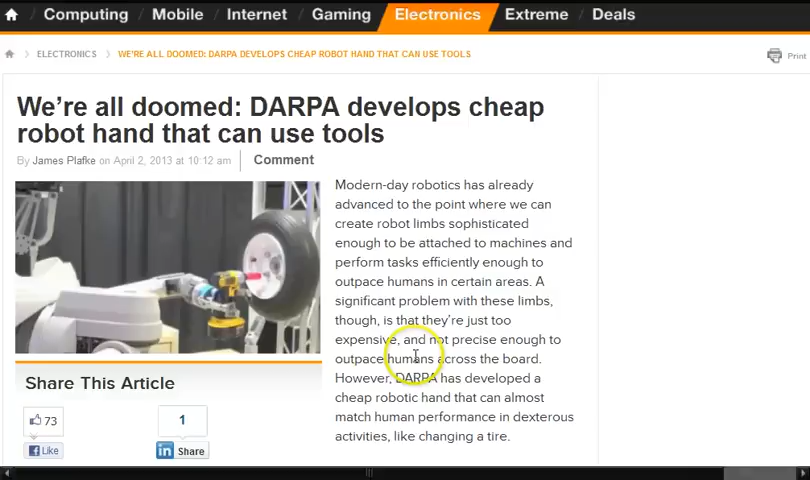 Computing Mobile Internet Gaming Electronics Extreme Deals
ELECTRONICS WE'RE ALL DOOMED: DARPA DEVELOPS CHEAP ROBOT HAND THAT CAN USE TOOLS
Print
We're all doomed: DARPA develops cheap
robot hand that can use tools
By James Plafke on April 2, 2013 at 10:12 am Comment
Modern-day robotics has already
advanced to the point where we can
create robot limbs sophisticated
enough to be attached to machines and
perform tasks efficiently enough to
outpace humans in certain areas. A
significant problem with these limbs,
though, is that they're just too
expensive, and not precise enough to
outpace humans across the board.
However, DARPA has developed a
cheap robotic hand that can almost
match human performance in dexterous
activities, like changing a tire.
Share This Article
73
1
Like
in Share